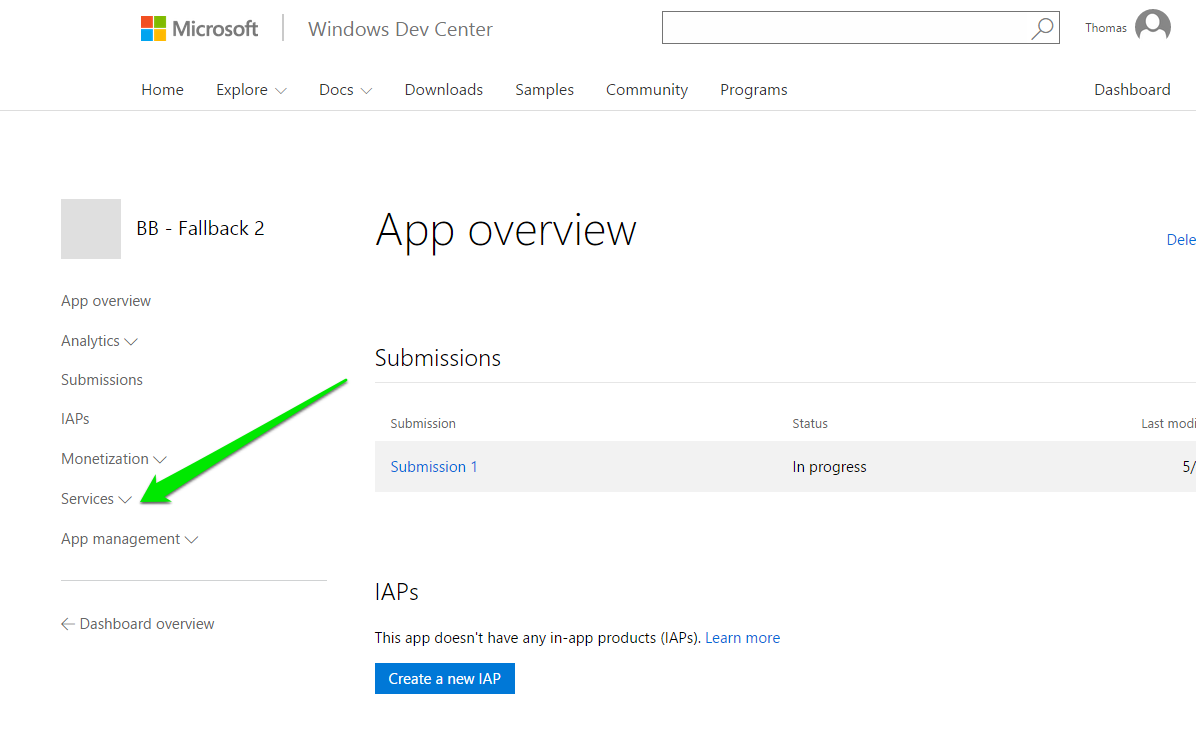 Microsoft Windows Dev Center Thomas
Home Explore Docs Downloads Samples Community Programs Dashboard
BB - Fallback 2
App overview
Dele
App overview
Analytics
Submissions
IAPs
Monetization
Services
App management
← Dashboard overview
Submissions
Submission Status Last modi
Submission 1 In progress 5/
IAPs
This app doesn't have any in-app products (IAPs). Learn more
Create a new IAP